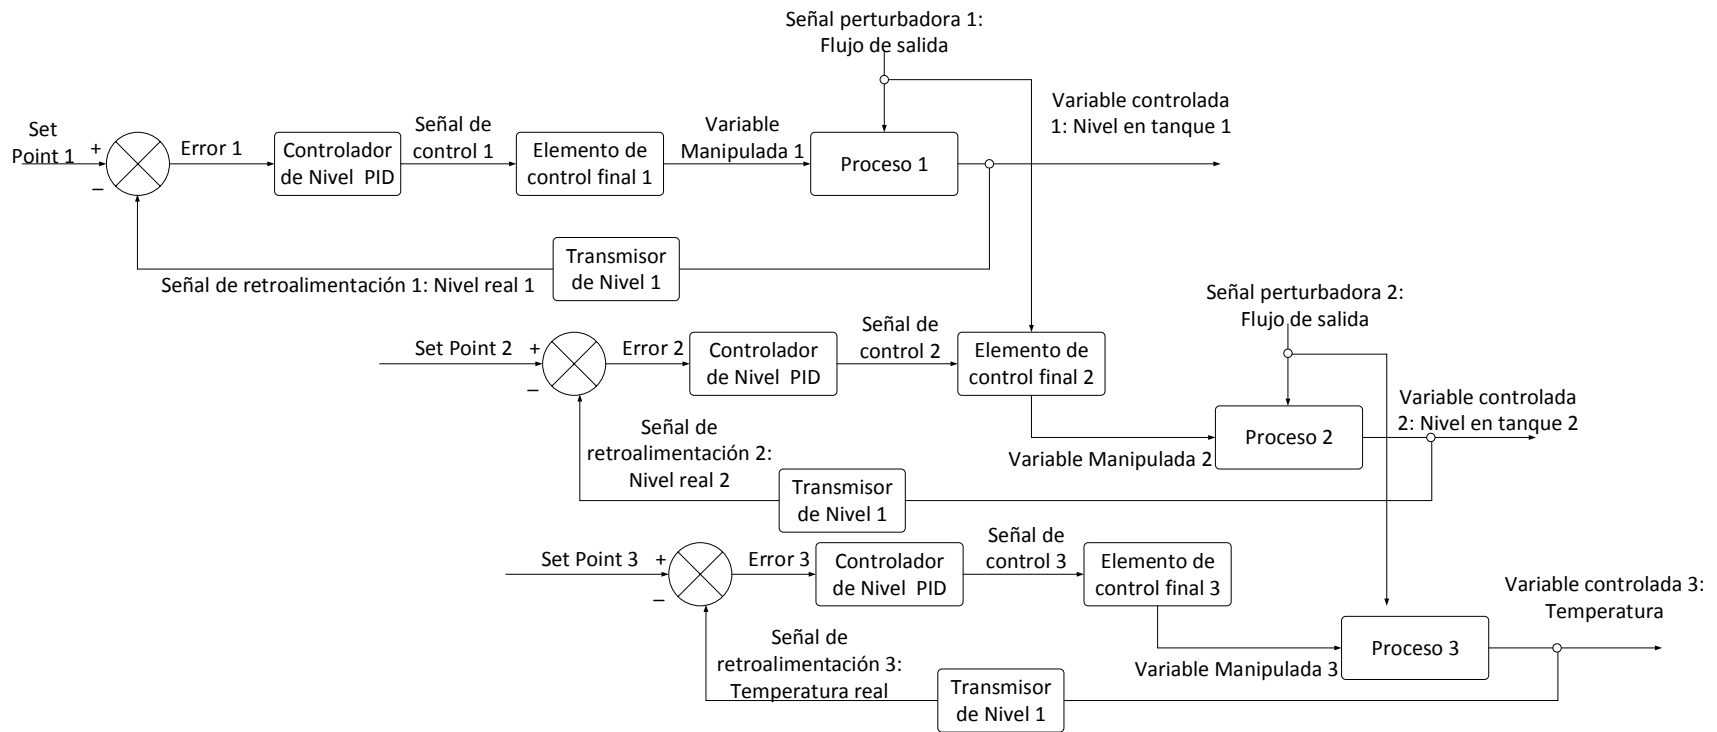 Señal perturbadora 1:
Flujo de salida
Variable controlada
1: Nivel en tanque 1
Set
Point 1
+
–
Error 1
Controlador
de Nivel  PID
Señal de
control 1
Elemento de
control final 1
Variable
Manipulada 1
Proceso 1
Transmisor
de Nivel 1
Señal de retroalimentación 1: Nivel real 1
Señal perturbadora 2:
Flujo de salida
Set Point 2
+
–
Error 2
Controlador
de Nivel  PID
Señal de
control 2
Elemento de
control final 2
Variable controlada
2: Nivel en tanque 2
Proceso 2
Variable Manipulada 2
Señal de
retroalimentación 2:
Nivel real 2
Transmisor
de Nivel 1
Set Point 3
+
–
Error 3
Controlador
de Nivel  PID
Señal de
control 3
Elemento de
control final 3
Variable controlada 3:
Temperatura
Proceso 3
Variable Manipulada 3
Señal de
retroalimentación 3:
Temperatura real
Transmisor
de Nivel 1